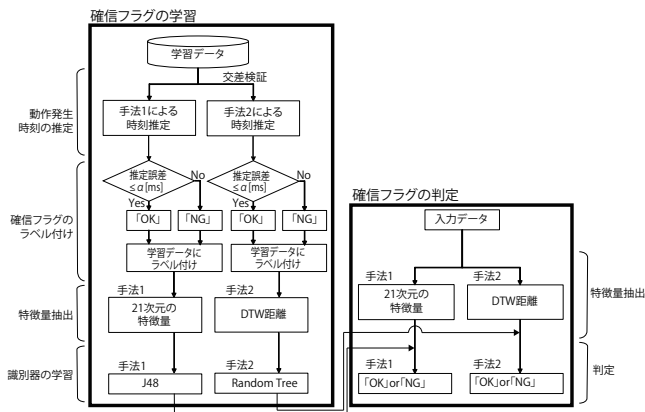 確信フラグの学習
学習データ
交差検証
動作発生
時刻の推定
手法1による
時刻推定
手法2による
時刻推定
推定誤差
≤ α [ms]
No
Yes
推定誤差
≤ α [ms]
No
Yes
確信フラグの
ラベル付け
「OK」
「NG」
「OK」
「NG」
学習データに
ラベル付け
学習データに
ラベル付け
特徴量抽出
手法1
21次元の
特徴量
手法2
DTW距離
識別器の学習
手法1
J48
手法2
Random Tree
確信フラグの判定
入力データ
手法1
21次元の
特徴量
手法2
DTW距離
特徴量抽出
手法1
「OK」or「NG」
手法2
「OK」or「NG」
判定